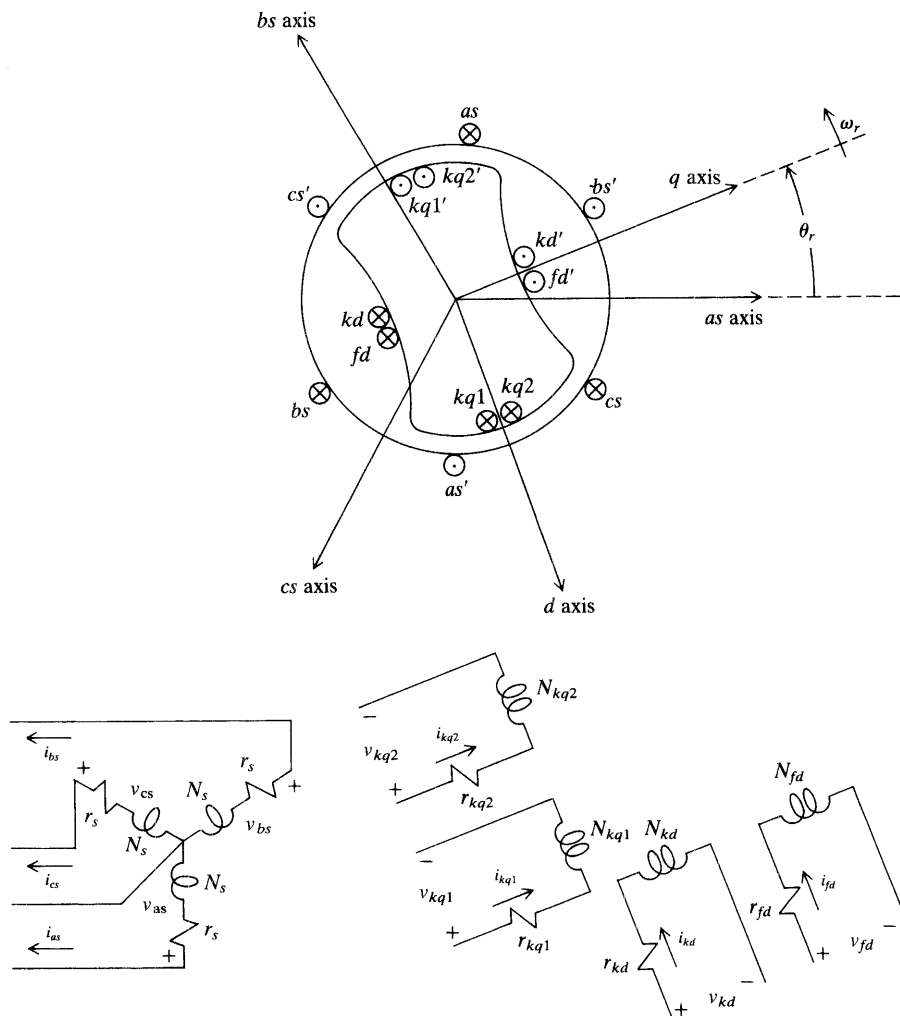 bs axis
as
ω_r
q axis
cs'
kq2'
kq1'
bs'
θ_r
kd'
fd'
as axis
kd
fd
kq1 kq2
bs
cs
as'
cs axis
d axis
N_kq2
−
i_bs
i_kq2
v_kq2
+
r_s
v_cs
N_s
+
r_s
v_bs
N_s
+
r_kq2
N_fd
N_kq1
N_kd
−
i_cs
N_s
i_kq1
v_kq1
r_fd
i_fd
v_as
r_s
+
r_kq1
−
v_fd
i_as
+
r_kd
i_kd
+
−
v_kd
+